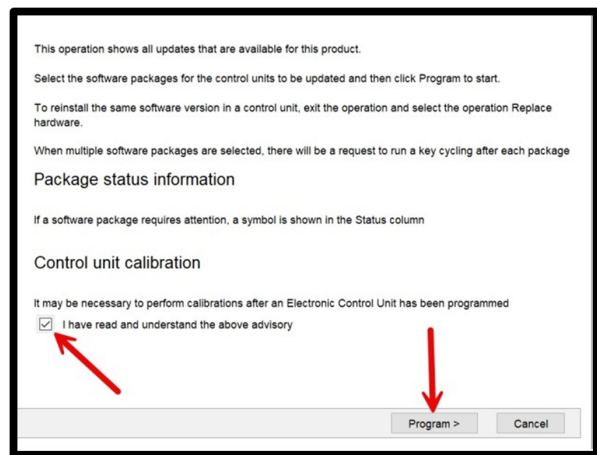 This operation shows all updates that are available for this product.
Select the software packages for the control units to be updated and then click Program to start.
To reinstall the same software version in a control unit, exit the operation and select the operation Replace
hardware.
When multiple software packages are selected, there will be a request to run a key cycling after each package
Package status information
If a software package requires attention, a symbol is shown in the Status column
Control unit calibration
It may be necessary to perform calibrations after an Electronic Control Unit has been programmed
I have read and understand the above advisory
Program > Cancel